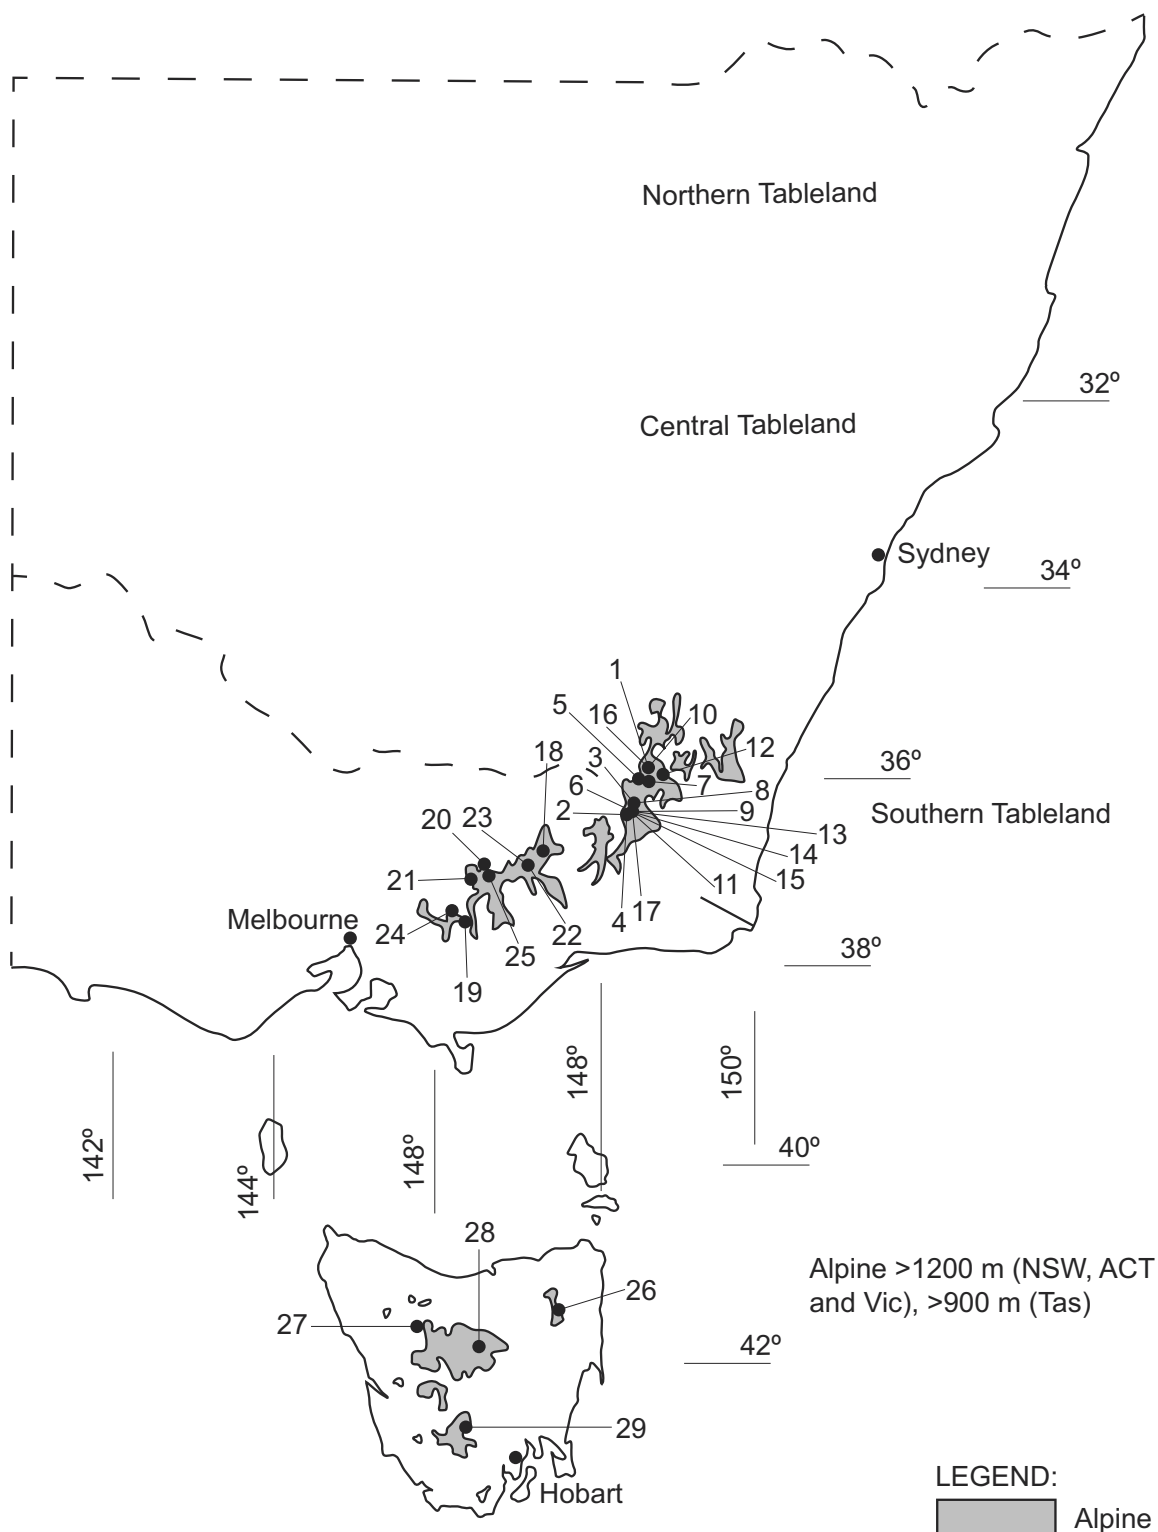 Northern Tableland
32º
Central Tableland
Sydney
34º
1
5
16
10
18
3
12
36º
6
7
8
2
9
Southern Tableland
20
23
13
14
21
11
15
Melbourne
4
17
24
22
25
38º
19
148º
150º
142º
144º
148º
40º
28
Alpine >1200 m (NSW, ACT
and Vic), >900 m (Tas)
26
27
42º
29
LEGEND:
Hobart
Alpine